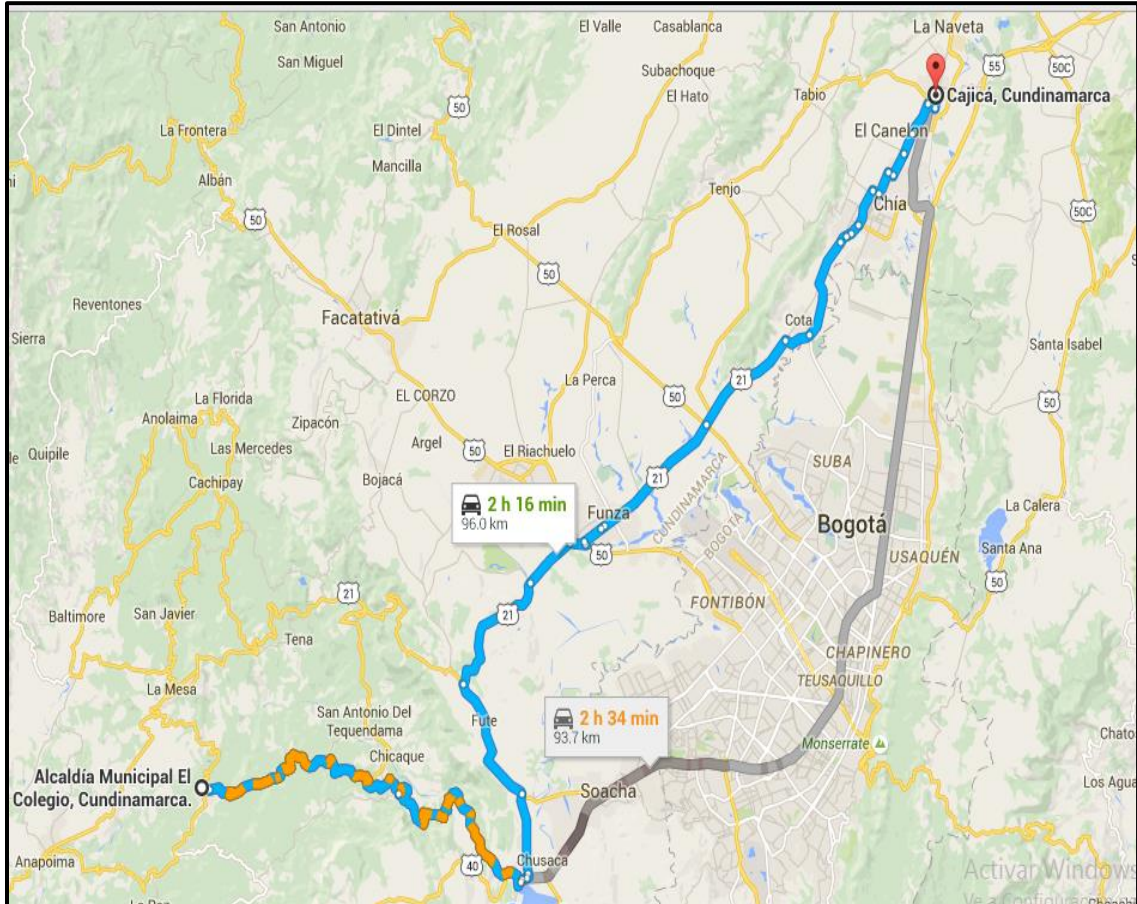 San Antonio
El Valle
Casablanca
La Naveta
San Miguel
Subachoque
55
50C
50
El Hato
Tabio
Cajicá, Cundinamarca
La Frontera
El Dintel
El Canelón
Mancilla
Albán
Tenjo
Chía
50
50C
El Rosal
50
Reventones
Facatativá
Sierra
Cota
Santa Isabel
La Perca
21
La Florida
EL CORZO
50
50
Anolaima
Zipacón
Argel
Quipile
Las Mercedes
50
El Riachuelo
SUBA
Cachipay
Bojacá
21
CUNDINAMARCA
BOGOTÁ
2 h 16 min
96.0 km
Funza
La Calera
Bogotá
50
USAQUÉN
Santa Ana
50
21
FONTIBÓN
Baltimore
San Javier
21
Tena
CHAPINERO
TEUSAQUILLO
La Mesa
San Antonio Del
Tequendama
Fute
2 h 34 min
93.7 km
Monserrate
Chicaque
Alcaldía Municipal El
Colegio, Cundinamarca.
Soacha
Los Agua
Anapoima
40
Chusaca
Activar Windows